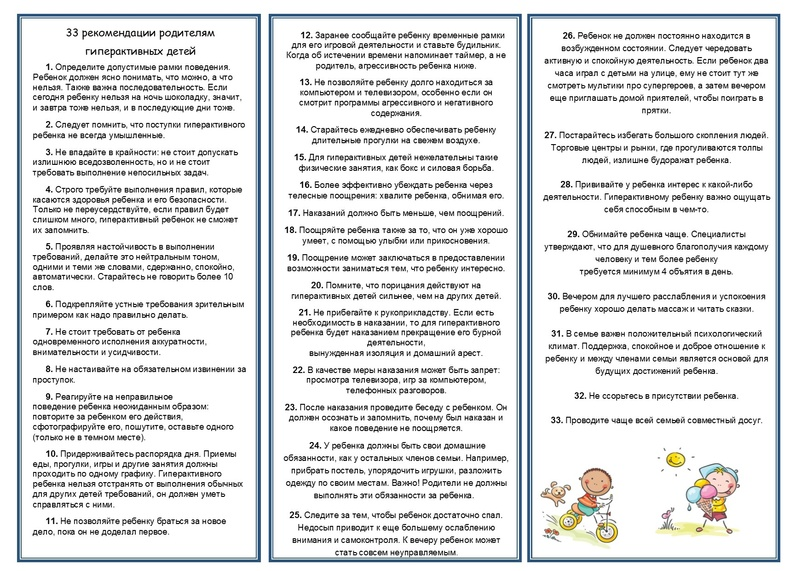 33 рекомендации родителям
гиперактивных детей
1. Определите допустимые рамки поведения.
Ребенок должен ясно понимать, что можно, а что
нельзя. Также важна последовательность. Если
сегодня ребенку нельзя на ночь шоколадку, значит,
и завтра тоже нельзя, и в последующие дни тоже.
2. Следует помнить, что поступки гиперактивного
ребенка не всегда умышленные.
3. Не впадайте в крайности: не стоит допускать
излишнюю вседозволенность, но и не стоит
требовать выполнение непосильных задач.
4. Строго требуйте выполнения правил, которые
касаются здоровья ребенка и его безопасности.
Только не переусердствуйте, если правил будет
слишком много, гиперактивный ребенок не сможет
их запомнить.
5. Проявляя настойчивость в выполнении
требований, делайте это нейтральным тоном,
одними и теми же словами, сдержанно, спокойно,
автоматически. Старайтесь не говорить более 10
слов.
6. Подкрепляйте устные требования зрительным
примером как надо правильно делать.
7. Не стоит требовать от ребенка
одновременного исполнения аккуратности,
внимательности и усидчивости.
8. Не настаивайте на обязательном извинении за
проступок.
9. Реагируйте на неправильное
поведение ребенка неожиданным образом:
повторите за ребенком его действия,
сфотографируйте его, пошутите, оставьте одного
(только не в темном месте).
10. Придерживайтесь распорядка дня. Приемы
еды, прогулки, игры и другие занятия должны
проходить по одному графику. Гиперактивного
ребенка нельзя отстранять от выполнения обычных
для других детей требований, он должен уметь
справляться с ними.
11. Не позволяйте ребенку браться за новое
дело, пока он не доделал первое.
12. Заранее сообщайте ребенку временные рамки
для его игровой деятельности и ставьте будильник.
Когда об истечении времени напоминает таймер, а не
родитель, агрессивность ребенка ниже.
13. Не позволяйте ребенку долго находиться за
компьютером и телевизором, особенно если он
смотрит программы агрессивного и негативного
содержания.
14. Старайтесь ежедневно обеспечивать ребенку
длительные прогулки на свежем воздухе.
15. Для гиперактивных детей нежелательны такие
физические занятия, как бокс и силовая борьба.
16. Более эффективно убеждать ребенка через
телесные поощрения: хвалите ребенка, обнимая его.
17. Наказаний должно быть меньше, чем поощрений.
18. Поощряйте ребенка также за то, что он уже хорошо
умеет, с помощью улыбки или прикосновения.
19. Поощрение может заключаться в предоставлении
возможности заниматься тем, что ребенку интересно.
20. Помните, что порицания действуют на
гиперактивных детей сильнее, чем на других детей.
21. Не прибегайте к рукоприкладству. Если есть
необходимость в наказании, то для гиперактивного
ребенка будет наказанием прекращение его бурной
деятельности,
вынужденная изоляция и домашний арест.
22. В качестве меры наказания может быть запрет:
просмотра телевизора, игр за компьютером,
телефонных разговоров.
23. После наказания проведите беседу с ребенком. Он
должен осознать и запомнить, почему был наказан и
какое поведение не поощряется.
24. У ребенка должны быть свои домашние
обязанности, как у остальных членов семьи. Например,
прибрать постель, упорядочить игрушки, разложить
одежду по своим местам. Важно! Родители не должны
выполнять эти обязанности за ребенка.
25. Следите за тем, чтобы ребенок достаточно спал.
Недосып приводит к еще большему ослаблению
внимания и самоконтроля. К вечеру ребенок может
стать совсем неуправляемым.
26. Ребенок не должен постоянно находится в
возбужденном состоянии. Следует чередовать
активную и спокойную деятельность. Если ребенок два
часа играл с детьми на улице, ему не стоит тут же
смотреть мультики про супергероев, а затем вечером
еще приглашать домой приятелей, чтобы поиграть в
прятки.
27. Постарайтесь избегать большого скопления людей.
Торговые центры и рынки, где прогуливаются толпы
людей, излишне будоражат ребенка.
28. Прививайте у ребенка интерес к какой-либо
деятельности. Гиперактивному ребенку важно ощущать
себя способным в чем-то.
29. Обнимайте ребенка чаще. Специалисты
утверждают, что для душевного благополучия каждому
человеку и тем более ребенку
требуется минимум 4 объятия в день.
30. Вечером для лучшего расслабления и успокоения
ребенку хорошо делать массаж и читать сказки.
31. В семье важен положительный психологический
климат. Поддержка, спокойное и доброе отношение к
ребенку и между членами семьи является основой для
будущих достижений ребенка.
32. Не ссорьтесь в присутствии ребенка.
33. Проводите чаще всей семьей совместный досуг.